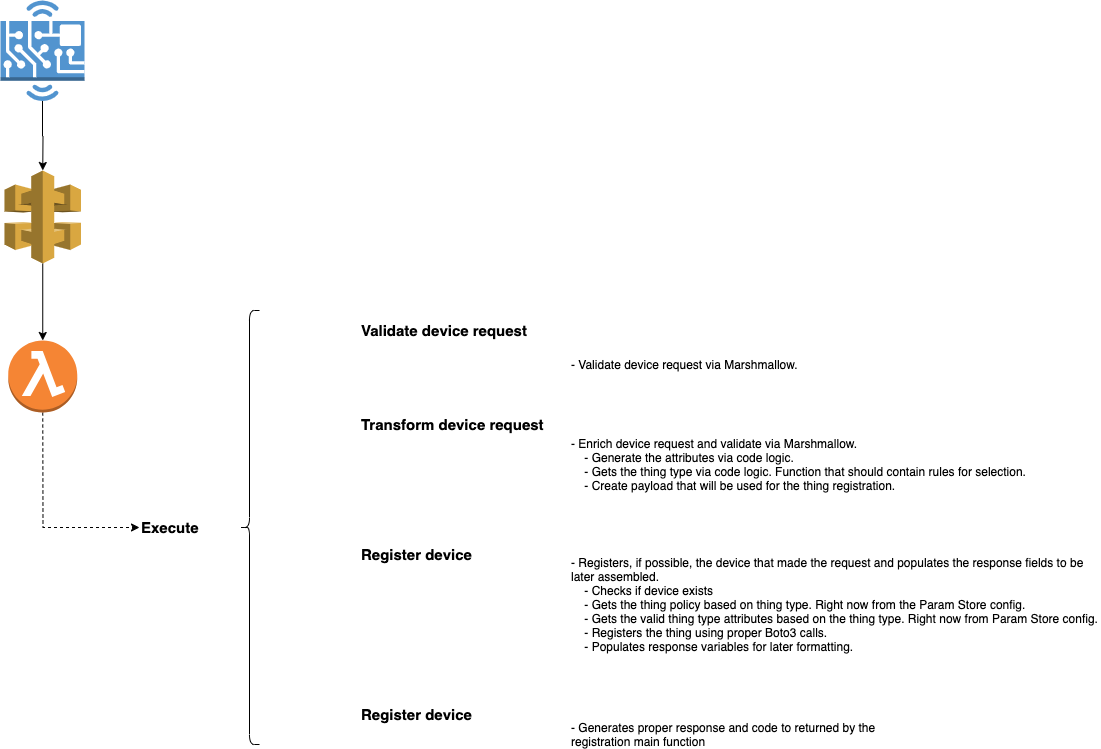 Validate device request
- Validate device request via Marshmallow.
Transform device request
- Enrich device request and validate via Marshmallow.
- Generate the attributes via code logic.
- Gets the thing type via code logic. Function that should contain rules for selection.
- Create payload that will be used for the thing registration.
Execute
Register device
- Registers, if possible, the device that made the request and populates the response fields to be
later assembled.
- Checks if device exists
- Gets the thing policy based on thing type. Right now from the Param Store config.
- Gets the valid thing type attributes based on the thing type. Right now from Param Store config.
- Registers the thing using proper Boto3 calls.
- Populates response variables for later formatting.
Register device
- Generates proper response and code to returned by the
registration main function